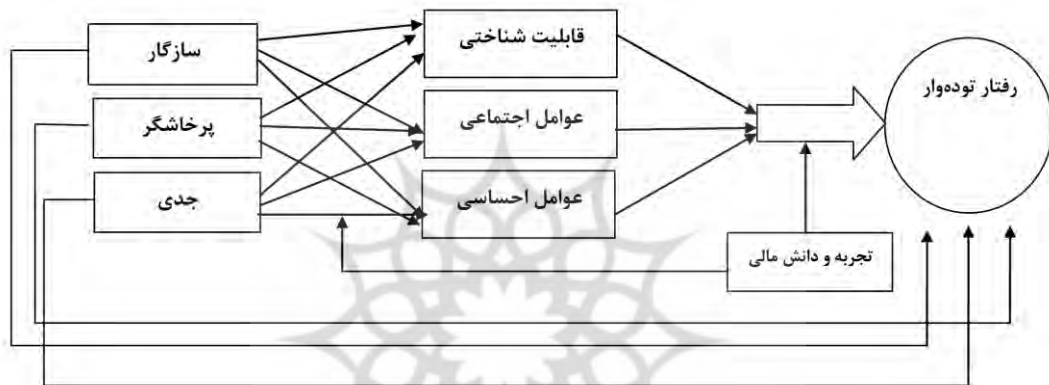 سازگار
پرخاشگر
جدی
قابلیت شناختی
عوامل اجتماعی
عوامل احساسی
تجربه و دانش مالی
رفتار توده‌وار